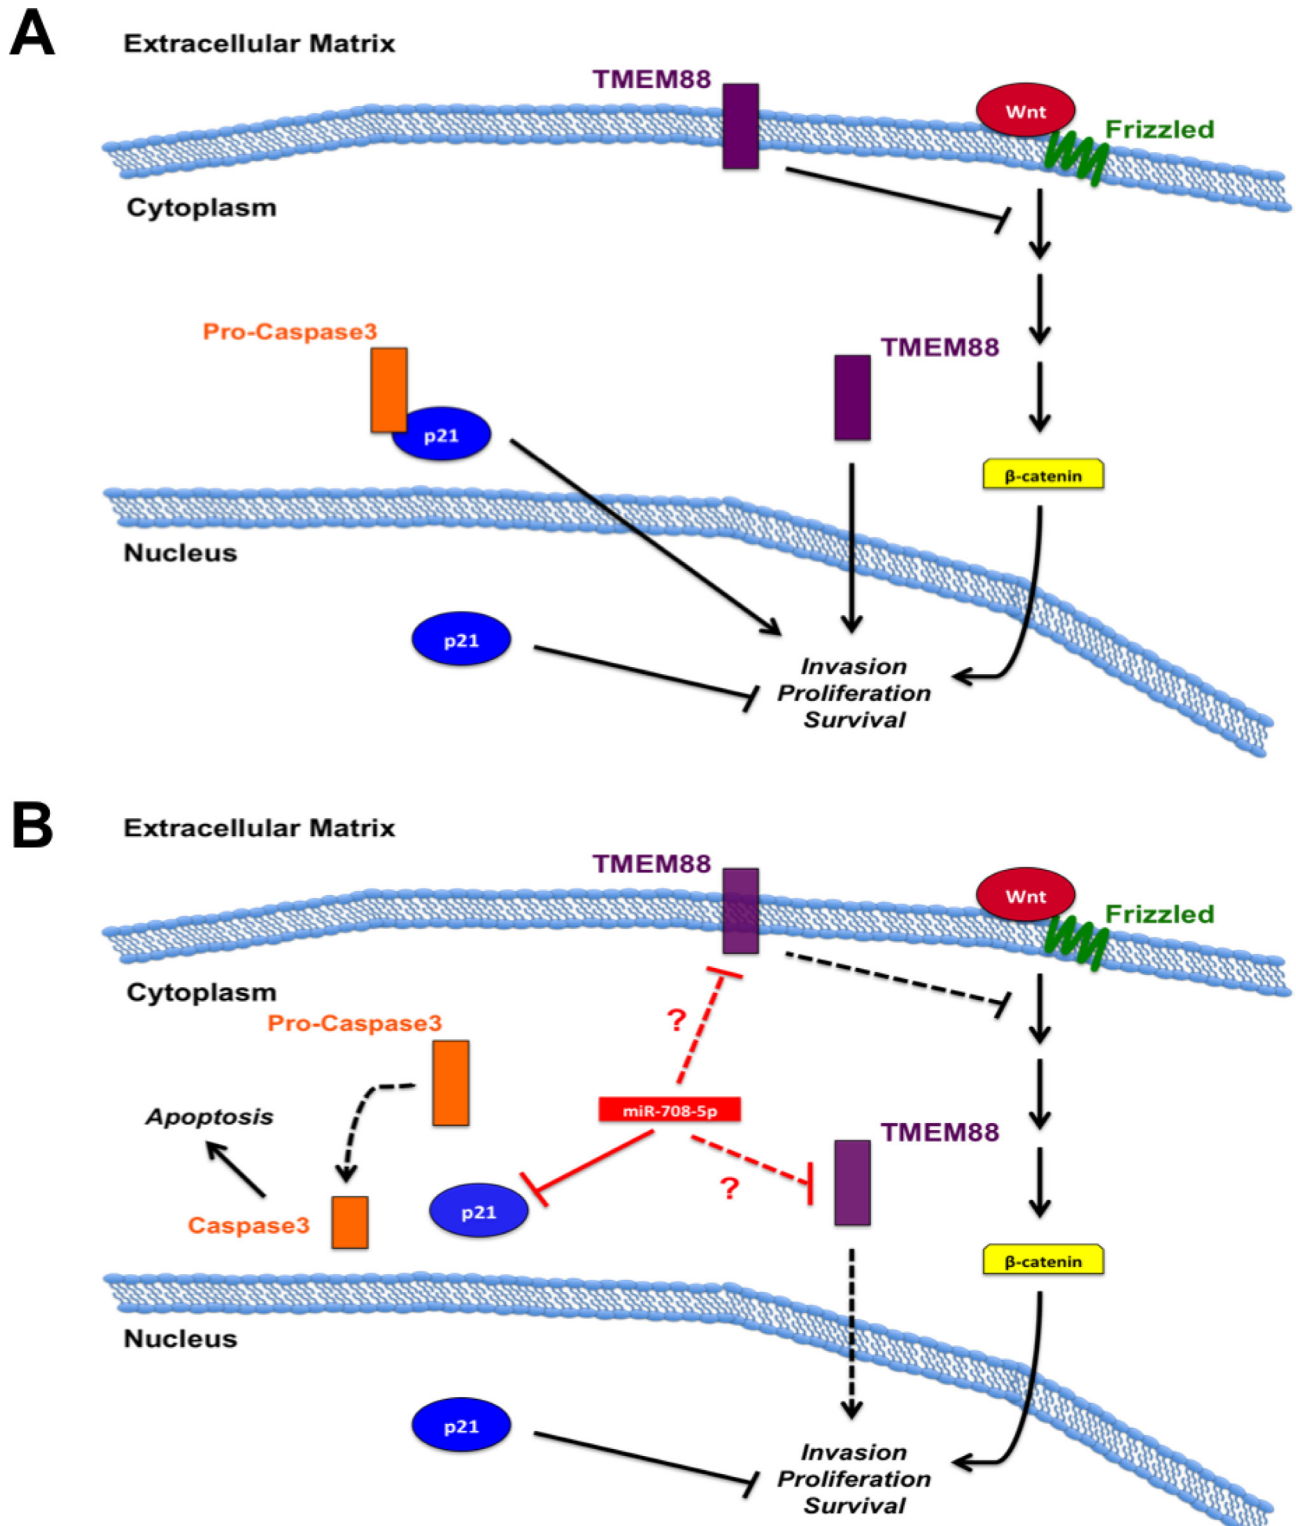 A
Extracellular Matrix
TMEM88
Wnt
Frizzled
Cytoplasm
Pro-Caspase3
TMEM88
p21
β-catenin
Nucleus
p21
Invasion
Proliferation
Survival
B
Extracellular Matrix
TMEM88
Wnt
Frizzled
Cytoplasm
Pro-Caspase3
?
Apoptosis
miR-708-5p
TMEM88
?
Caspase3
p21
β-catenin
Nucleus
p21
Invasion
Proliferation
Survival